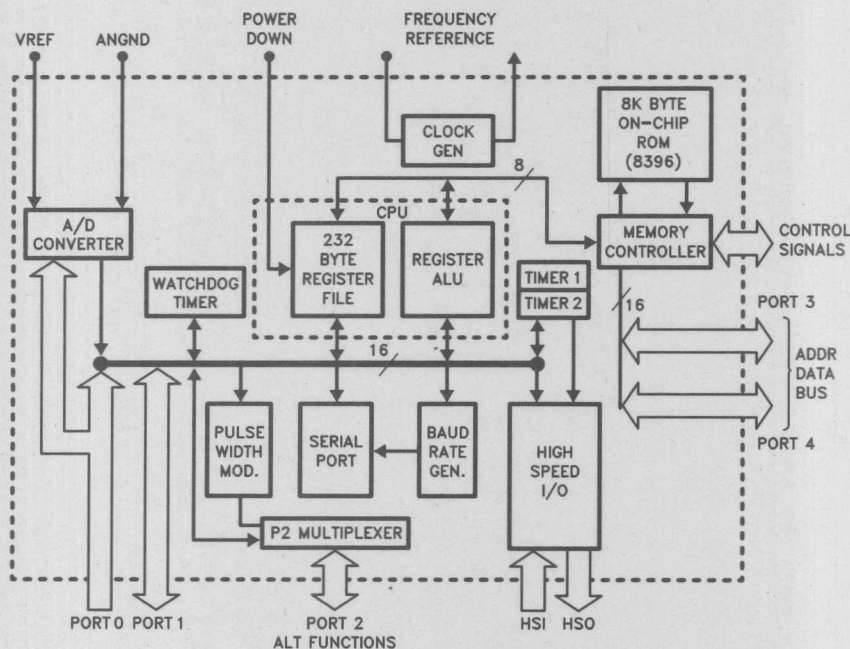 VREF
ANGND
POWER
DOWN
FREQUENCY
REFERENCE
CLOCK
GEN
8K BYTE
ON-CHIP
ROM
(8396)
8
CPU
A/D
CONVERTER
232
BYTE
REGISTER
FILE
REGISTER
ALU
MEMORY
CONTROLLER
CONTROL
SIGNALS
WATCHDOG
TIMER
TIMER 1
TIMER 2
16
PORT 3
16
ADDR
DATA
BUS
PORT 4
PULSE
WIDTH
MOD.
SERIAL
PORT
BAUD
RATE
GEN.
HIGH
SPEED
I/O
P2 MULTIPLEXER
PORT 0
PORT 1
PORT 2
ALT FUNCTIONS
HSI
HSO